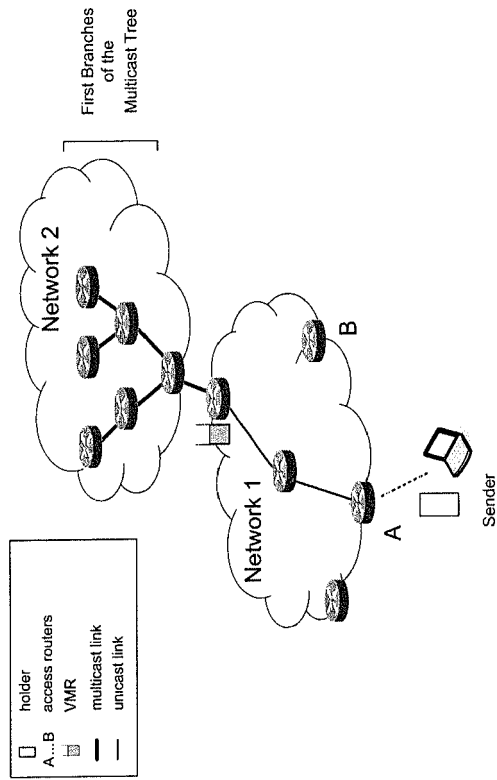 holder
A...B access routers
VMR
multicast link
unicast link
Network 2
First Branches
of the
Multicast Tree
Network 1
A
B
Sender